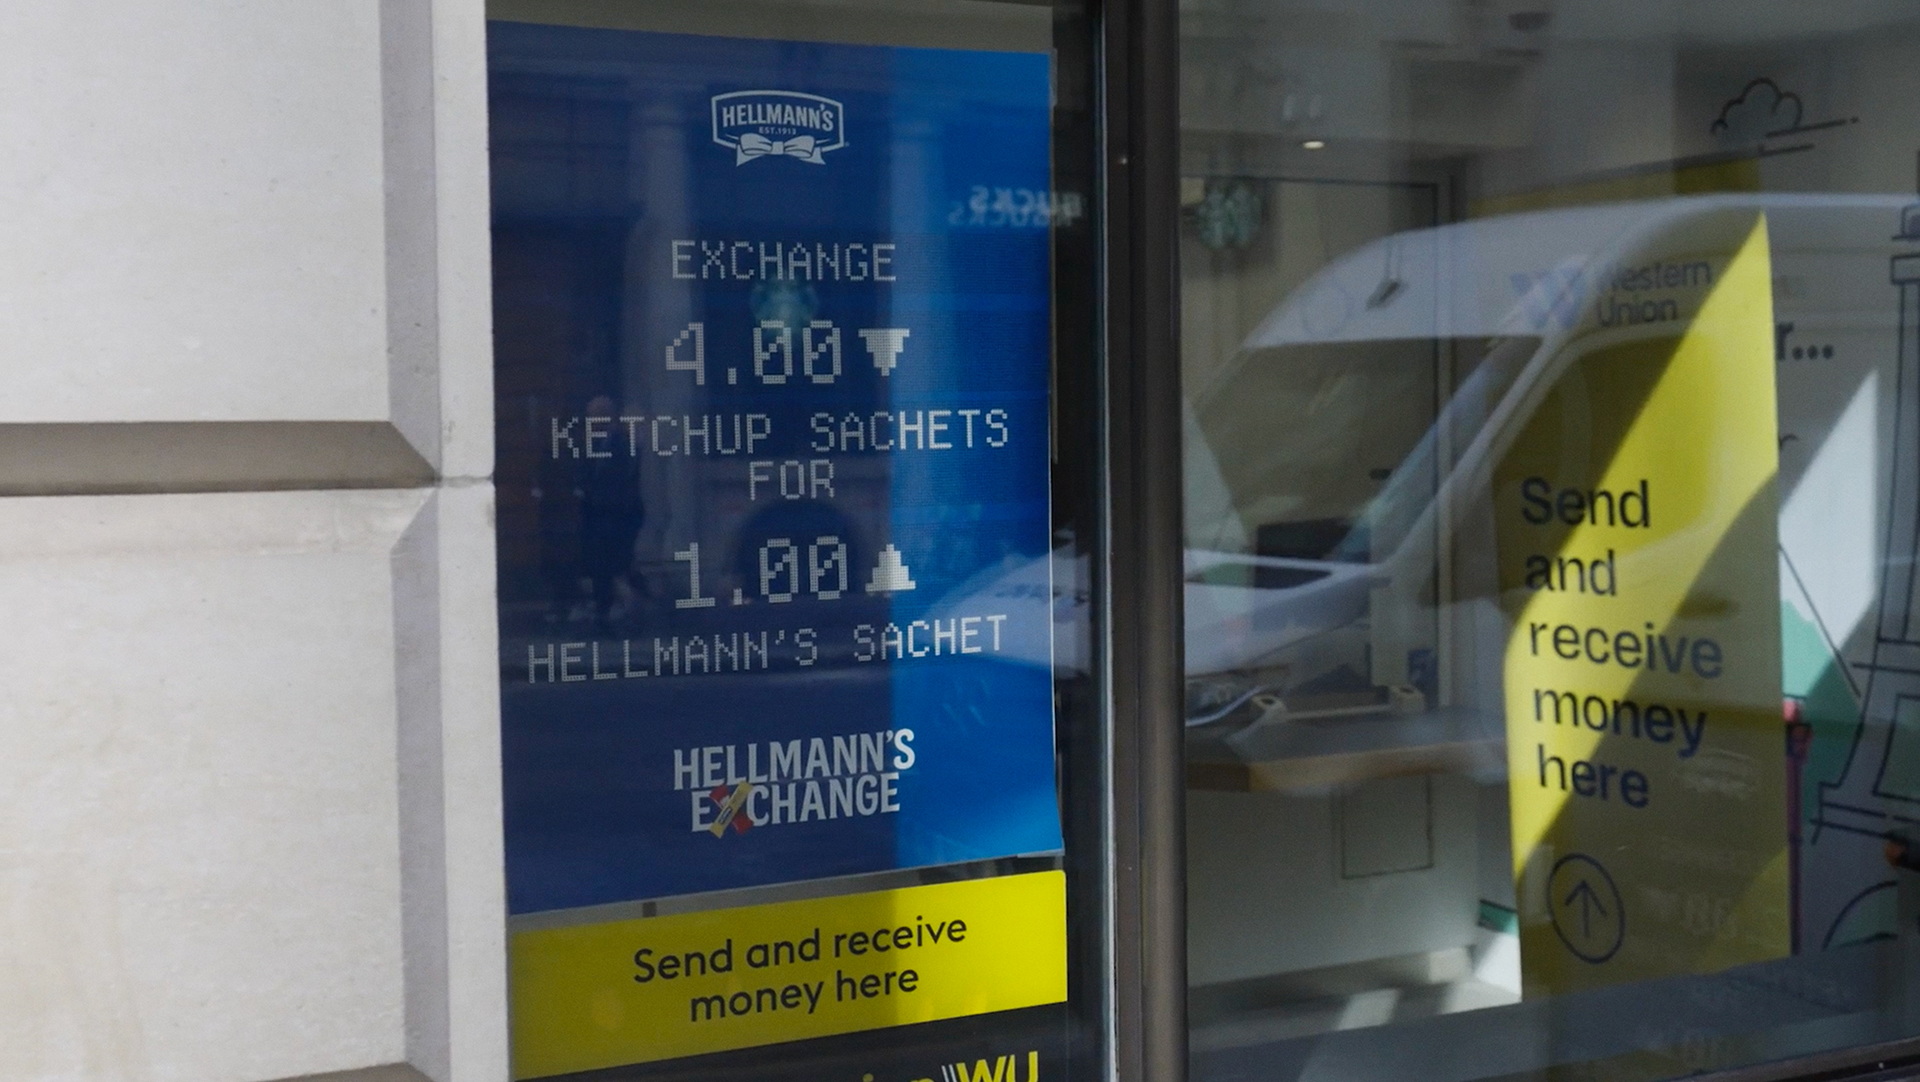 HELLMANN'S
EST.1913
EXCHANGE
4.00▼
KETCHUP SACHETS
FOR
1.00▲
HELLMANN'S SACHET
HELLMANN'S
EXCHANGE
Send and receive
money here
WU
Western
Union
Send
and
receive
money
here